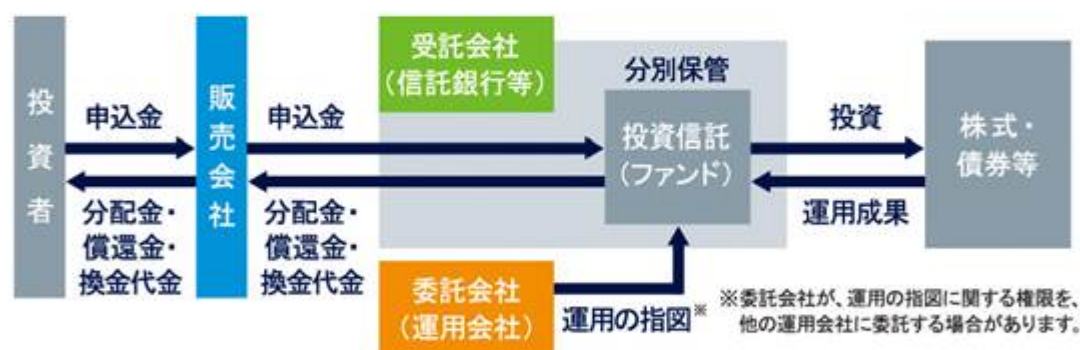 投資者
申込金
分配金・
償還金・
換金代金
販売会社
申込金
分配金・
償還金・
換金代金
受託会社
（信託銀行等）
分別保管
投資信託
（ファンド）
投資
運用成果
株式・
債券等
委託会社
（運用会社）
運用の指図※
※委託会社が、運用の指図に関する権限を、
他の運用会社に委託する場合があります。